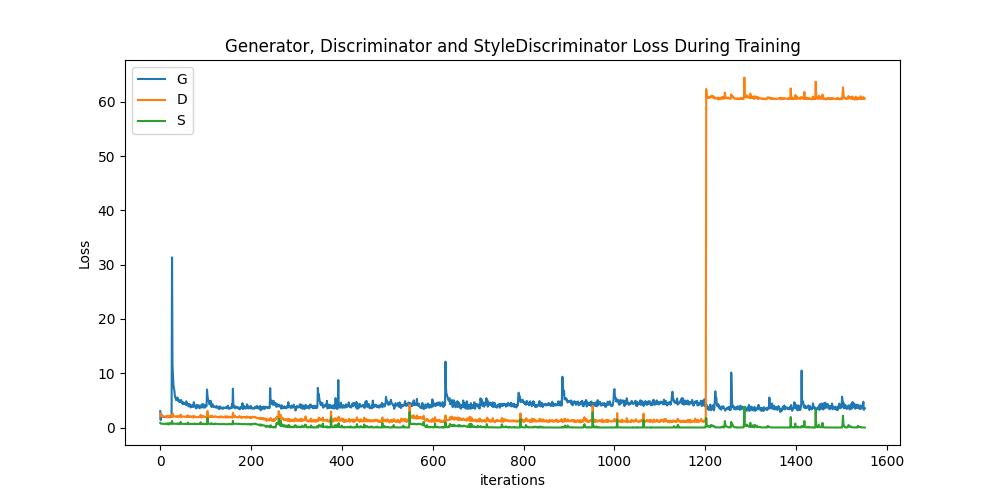 Generator, Discriminator and StyleDiscriminator Loss During Training
G
D
S
60
50
40
30
20
10
0
Loss
0 200 400 600 800 1000 1200 1400 1600
iterations